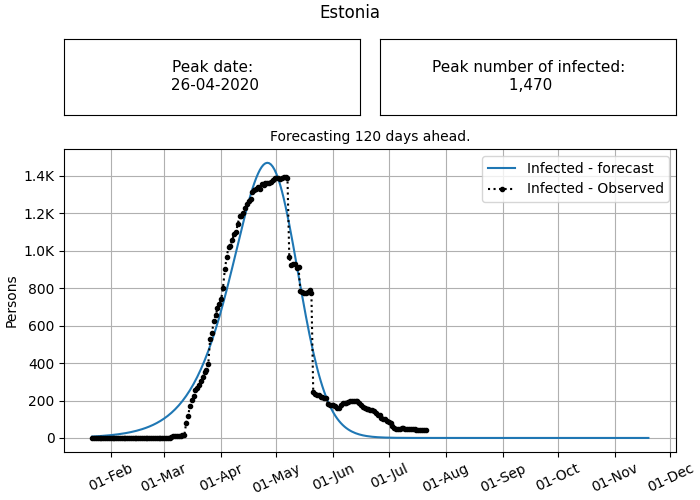 Estonia
Peak date:
26-04-2020
Peak number of infected:
1,470
Forecasting 120 days ahead.
Infected - forecast
Infected - Observed
Persons
1.4K
1.2K
1.0K
800
600
400
200
0
01-Feb
01-Mar
01-Apr
01-May
01-Jun
01-Jul
01-Aug
01-Sep
01-Oct
01-Nov
01-Dec